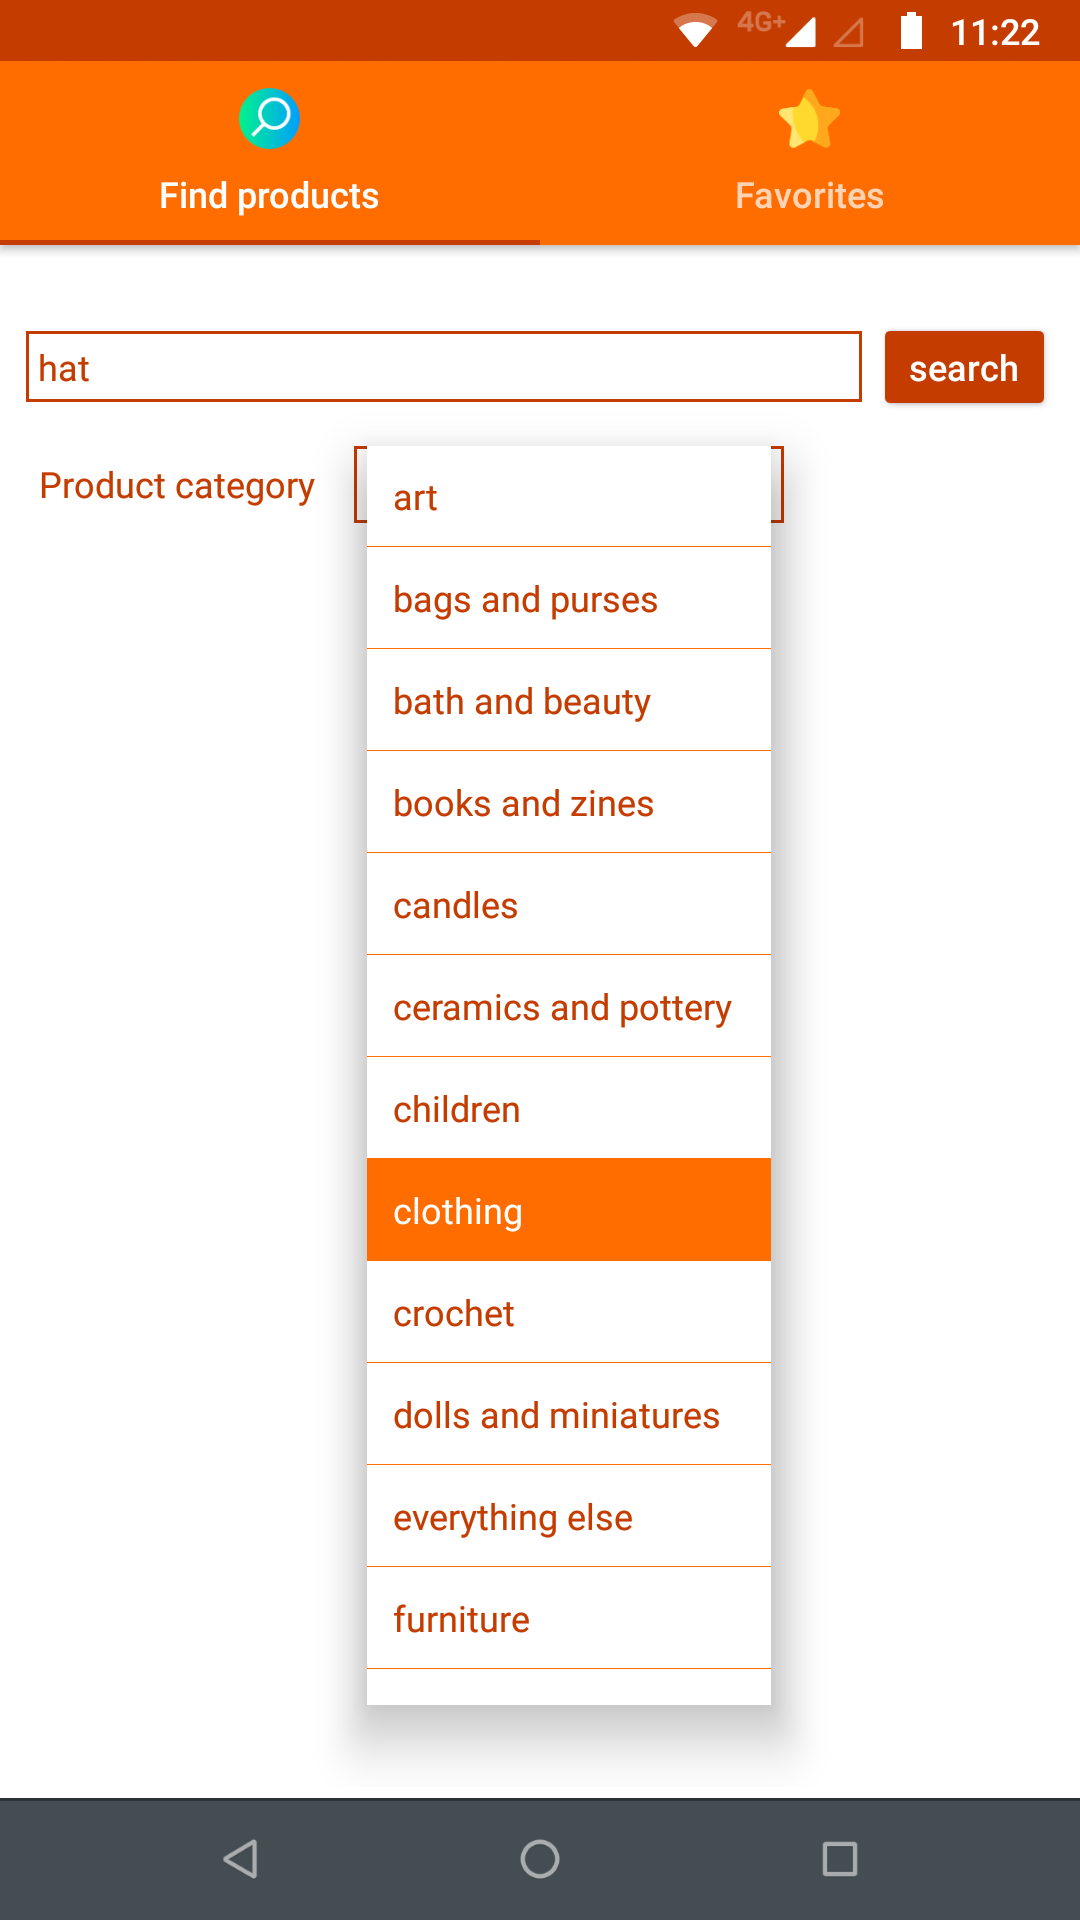 4G+ 11:22
Find products
Favorites
hat
search
Product category
art
bags and purses
bath and beauty
books and zines
candles
ceramics and pottery
children
clothing
crochet
dolls and miniatures
everything else
furniture